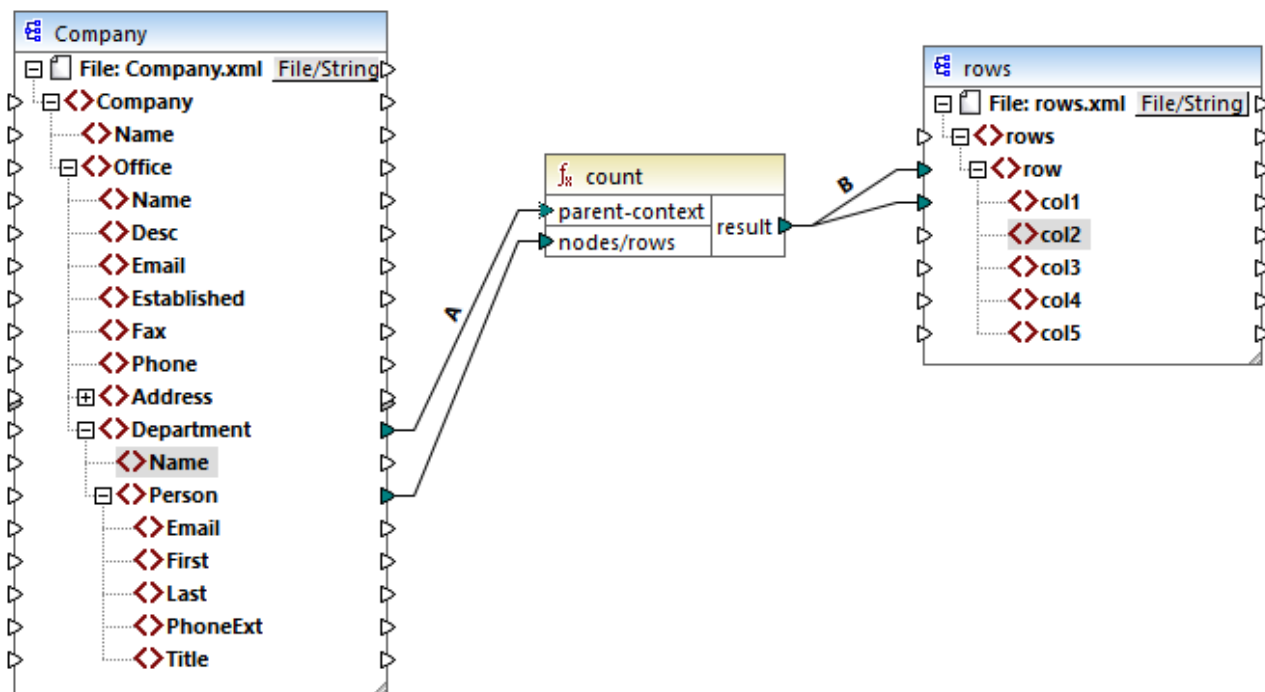 Company
File: Company.xml File/String
Company
Name
Office
Name
Desc
Email
Established
Fax
Phone
Address
Department
Name
Person
Email
First
Last
PhoneExt
Title
A
fx count
parent-context
nodes/rows
result
B
rows
File: rows.xml File/String
rows
row
col1
col2
col3
col4
col5